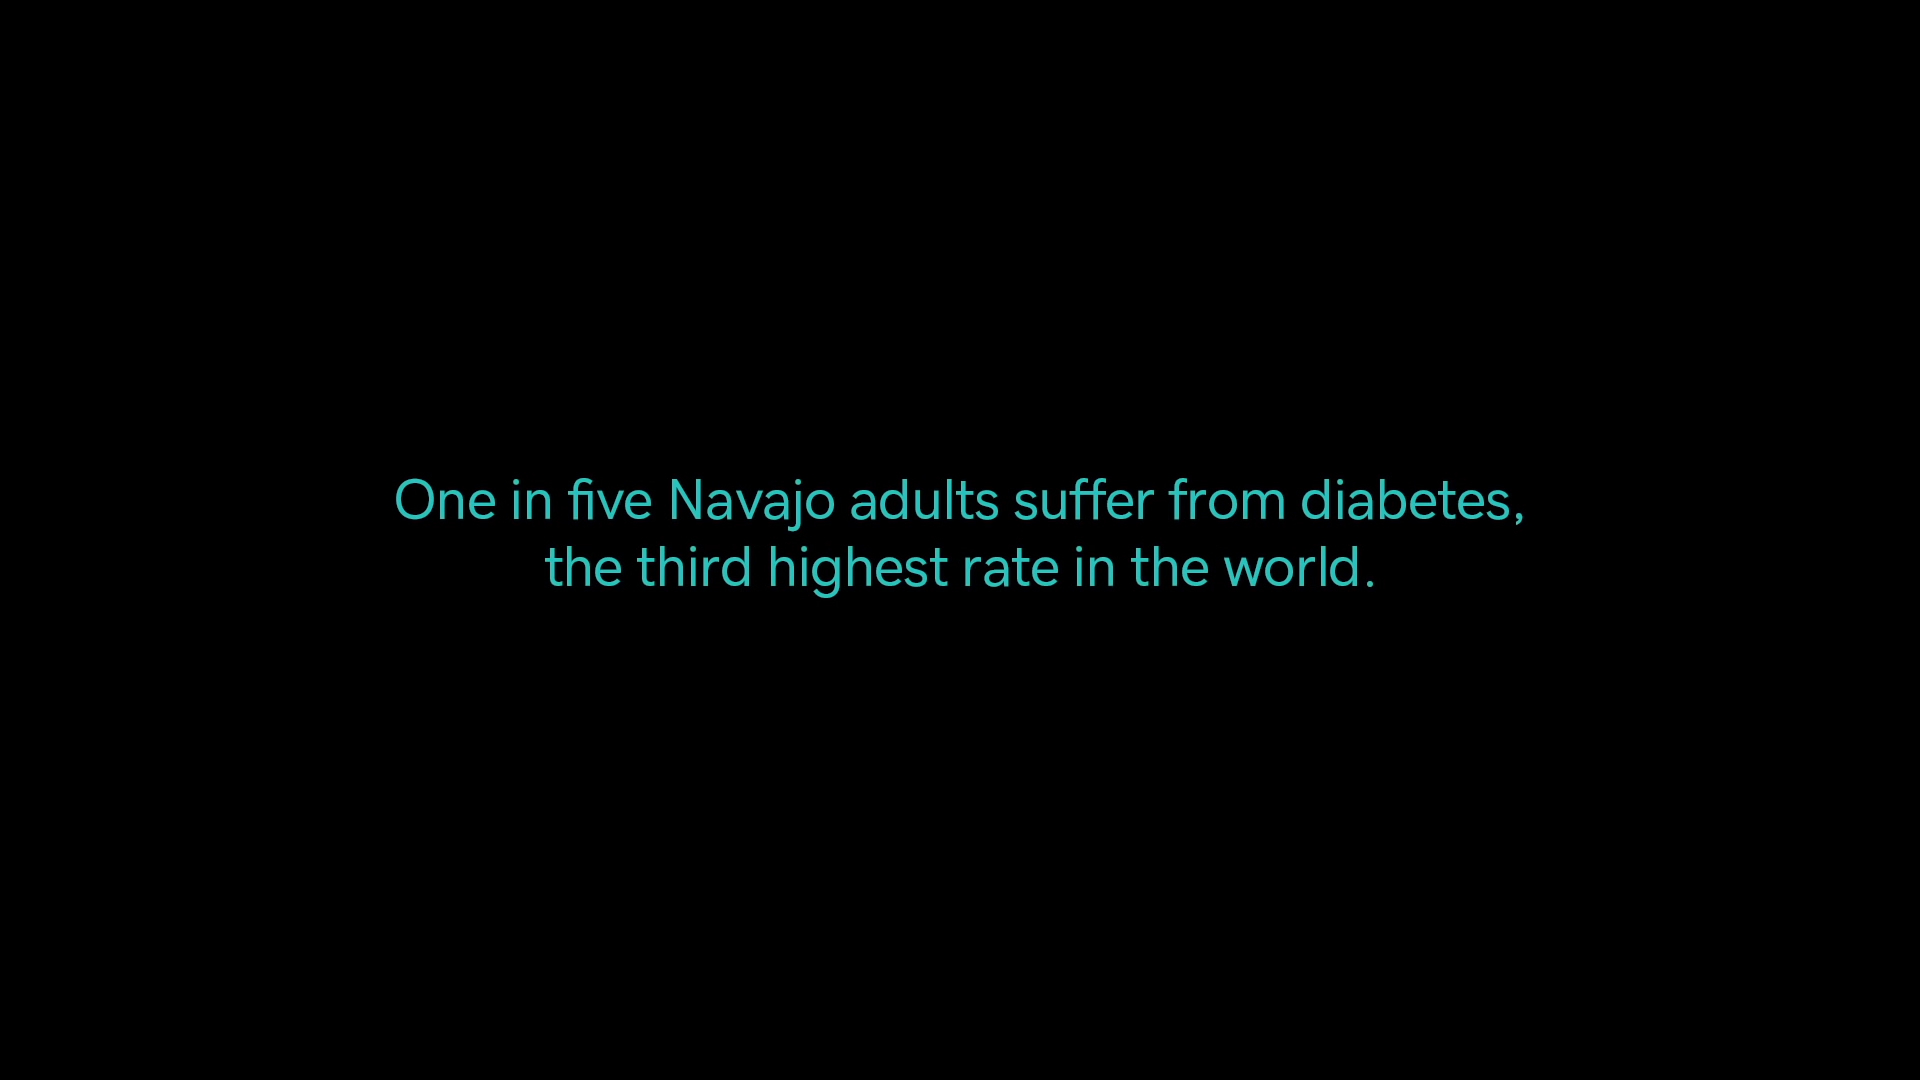 One in five Navajo adults suffer from diabetes,
the third highest rate in the world.